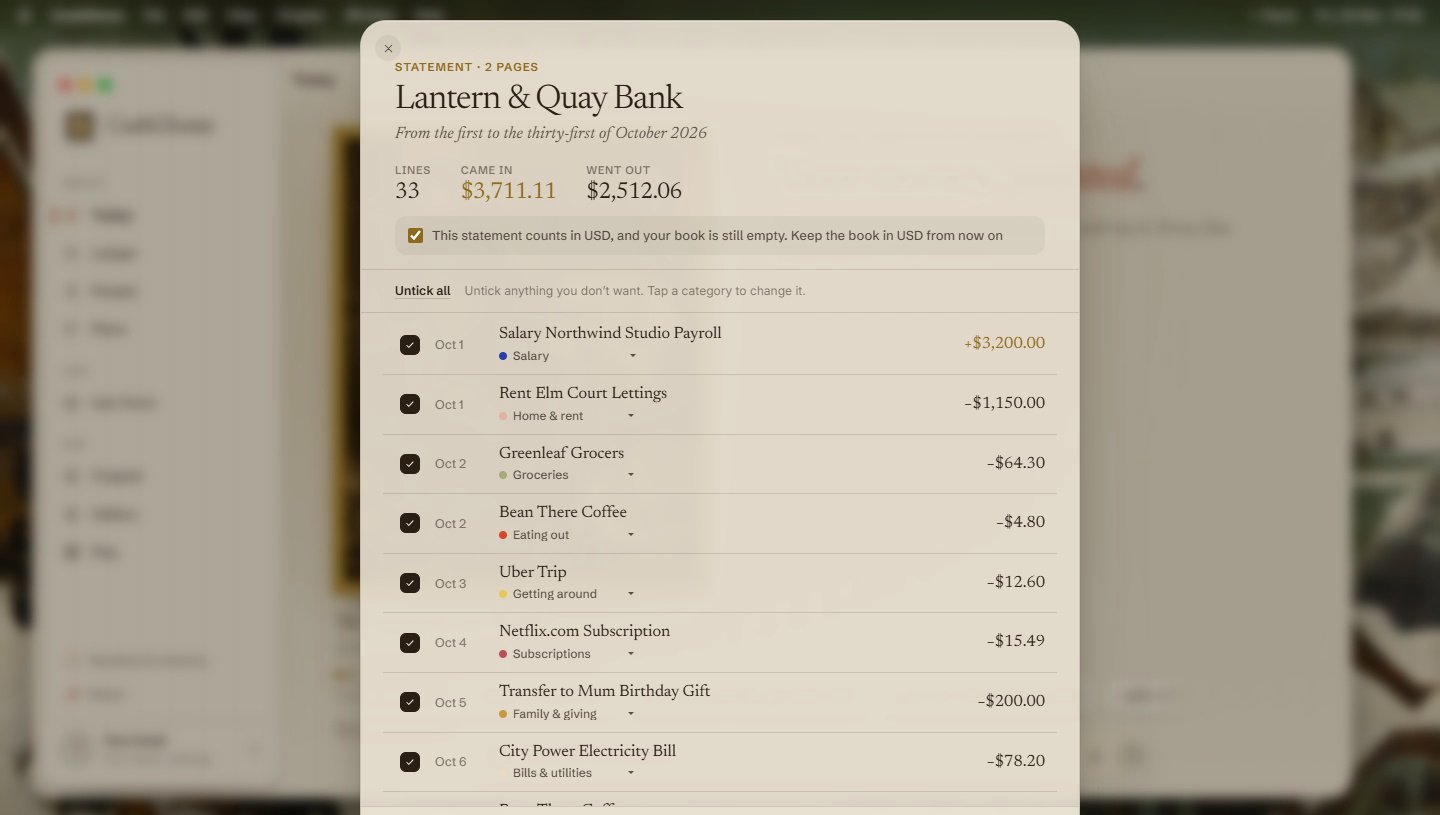 STATEMENT · 2 PAGES
Lantern & Quay Bank
From the first to the thirty-first of October 2026
LINES CAME IN WENT OUT
33 $3,711.11 $2,512.06
This statement counts in USD, and your book is still empty. Keep the book in USD from now on
Untick all Untick anything you don't want. Tap a category to change it.
Oct 1 Salary Northwind Studio Payroll +$3,200.00
Salary
Oct 1 Rent Elm Court Lettings –$1,150.00
Home & rent
Oct 2 Greenleaf Grocers –$64.30
Groceries
Oct 2 Bean There Coffee –$4.80
Eating out
Oct 3 Uber Trip –$12.60
Getting around
Oct 4 Netflix.com Subscription –$15.49
Subscriptions
Oct 5 Transfer to Mum Birthday Gift –$200.00
Family & giving
Oct 6 City Power Electricity Bill –$78.20
Bills & utilities